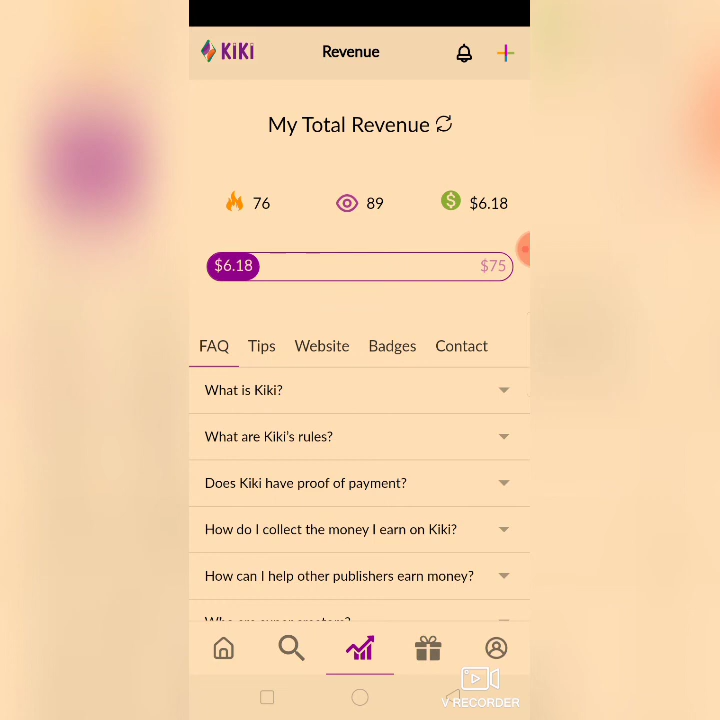 KiKi
Revenue
My Total Revenue
76
89
$ $6.18
$6.18
$75
FAQ Tips Website Badges Contact
What is Kiki?
What are Kiki's rules?
Does Kiki have proof of payment?
How do I collect the money I earn on Kiki?
How can I help other publishers earn money?
V RECORDER